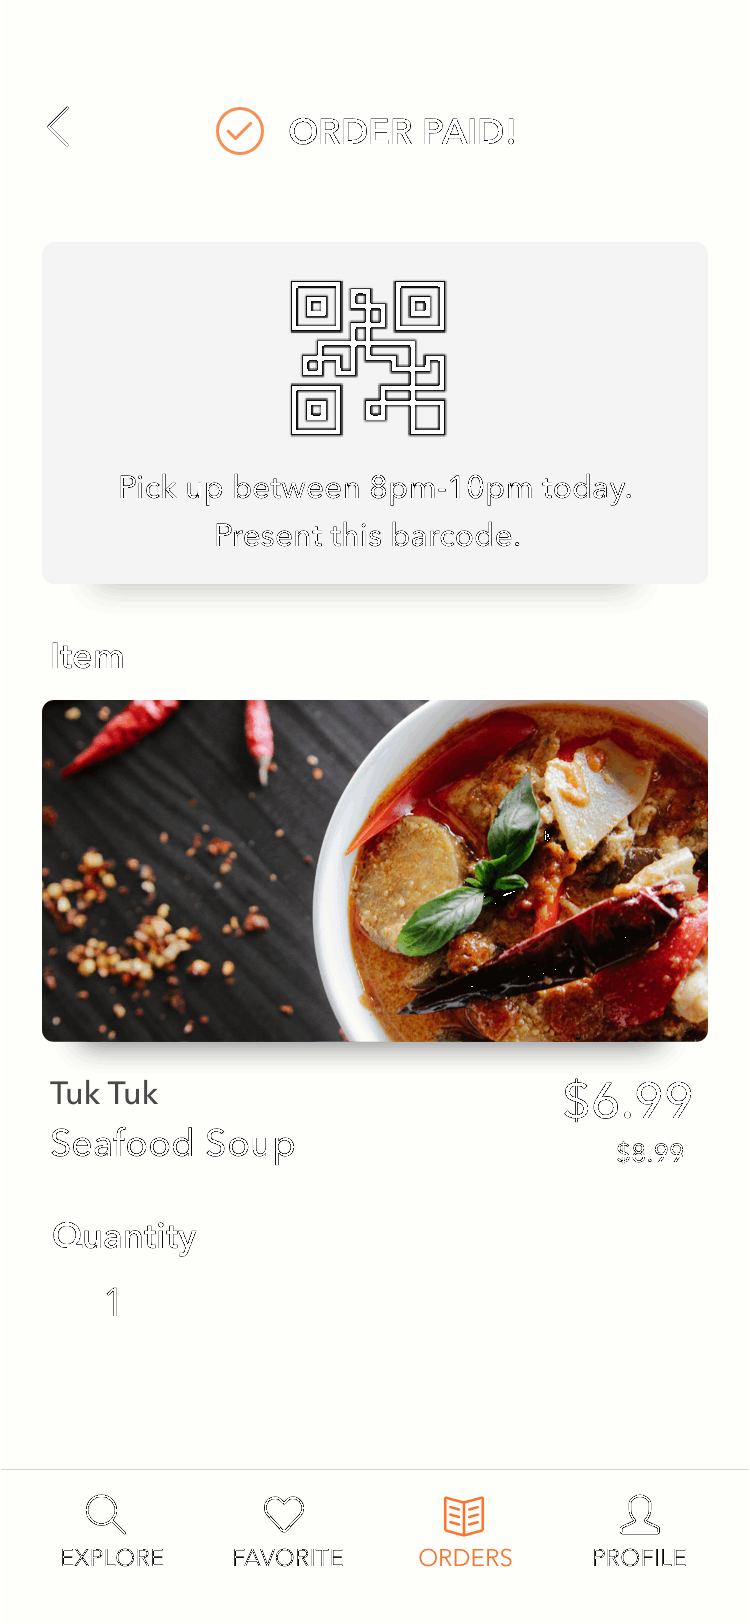 ORDER PAID!
Pick up between 8pm-10pm today.
Present this barcode.
Item
Tuk Tuk
$6.99
Seafood Soup
$8.99
Quantity
1
EXPLORE
FAVORITE
ORDERS
PROFILE